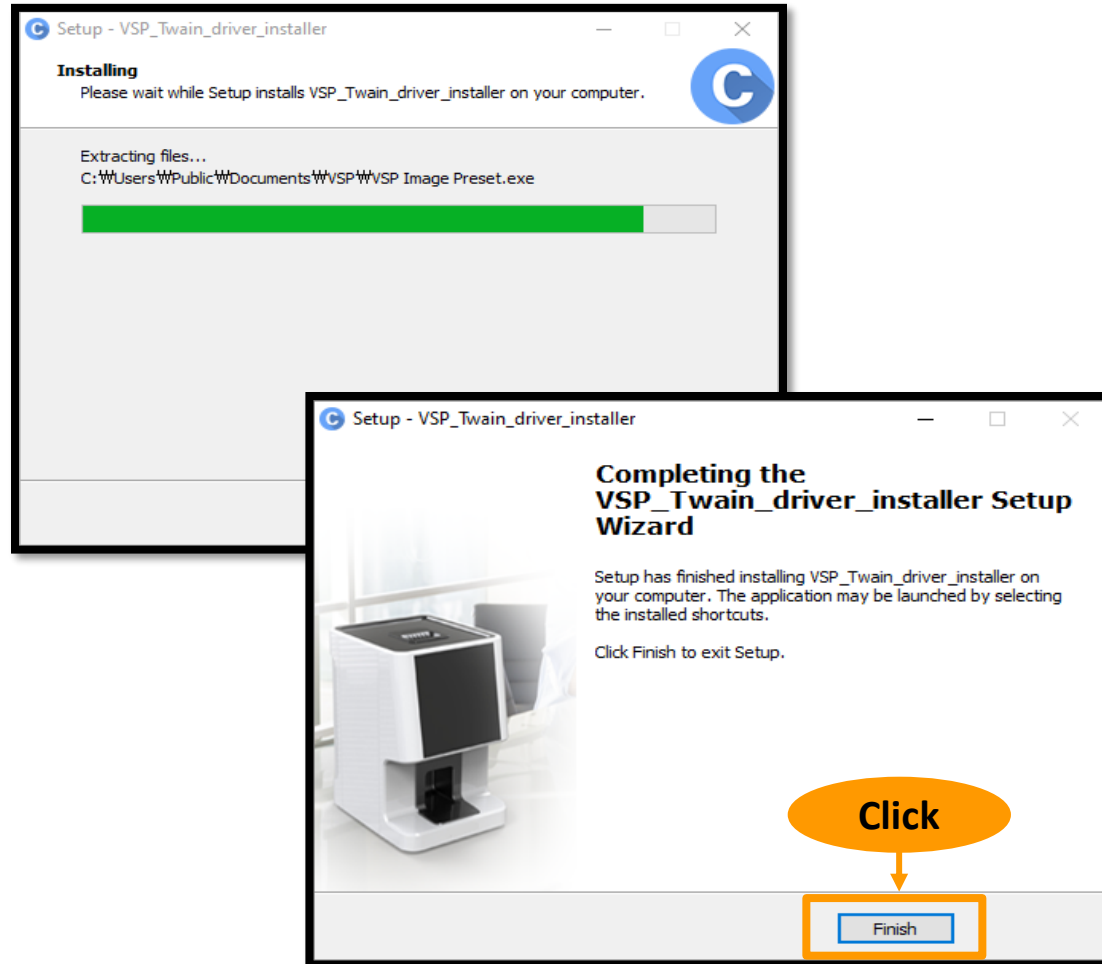 Setup - VSP_Twain_driver_installer
Installing
Please wait while Setup installs VSP_Twain_driver_installer on your computer.
C
Extracting files...
C:₩Users₩Public₩Documents₩VSP₩VSP Image Preset.exe
Setup - VSP_Twain_driver_installer
Completing the
VSP_Twain_driver_installer Setup
Wizard
Setup has finished installing VSP_Twain_driver_installer on
your computer. The application may be launched by selecting
the installed shortcuts.
Click Finish to exit Setup.
Click
Finish